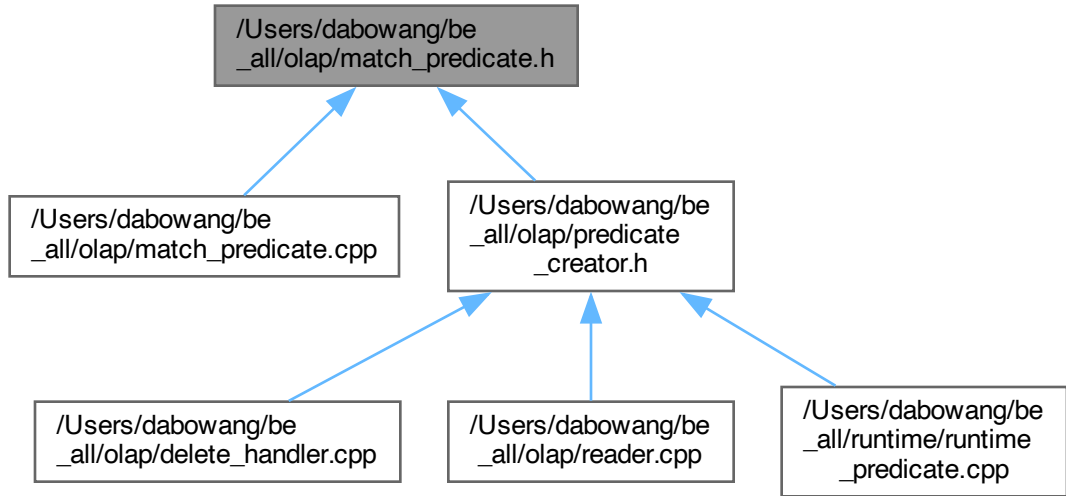 /Users/dabowang/be
_all/olap/match_predicate.h
/Users/dabowang/be
_all/olap/match_predicate.cpp
/Users/dabowang/be
_all/olap/predicate
_creator.h
/Users/dabowang/be
_all/olap/delete_handler.cpp
/Users/dabowang/be
_all/olap/reader.cpp
/Users/dabowang/be
_all/runtime/runtime
_predicate.cpp